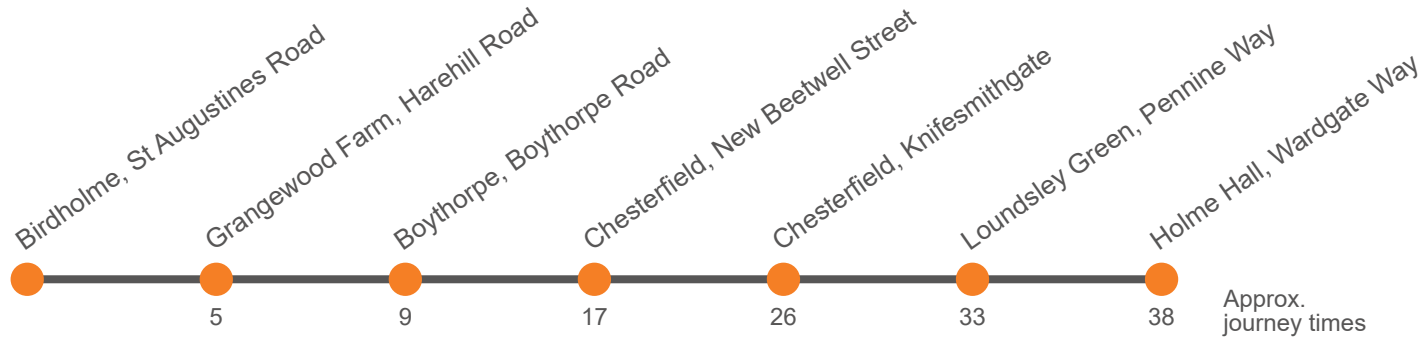 Birdholme, St Augustines Road
Grangewood Farm, Harehill Road
Boythorpe, Boythorpe Road
Chesterfield, New Beetwell Street
Chesterfield, Knifesmithgate
Loundsley Green, Pennine Way
Holme Hall, Wardgate Way
5
9
17
26
33
38
Approx.
journey times